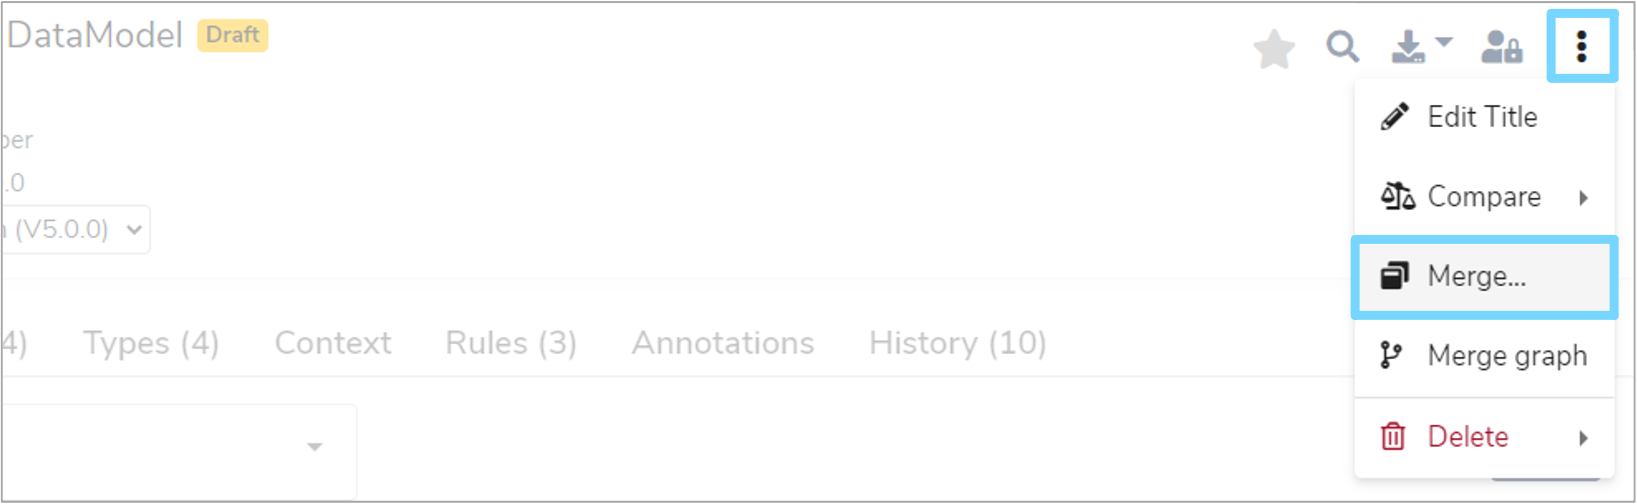 DataModel Draft
.0
(V5.0.0)
Edit Title
Compare
Merge...
Merge graph
Delete
4) Types (4) Context Rules (3) Annotations History (10)